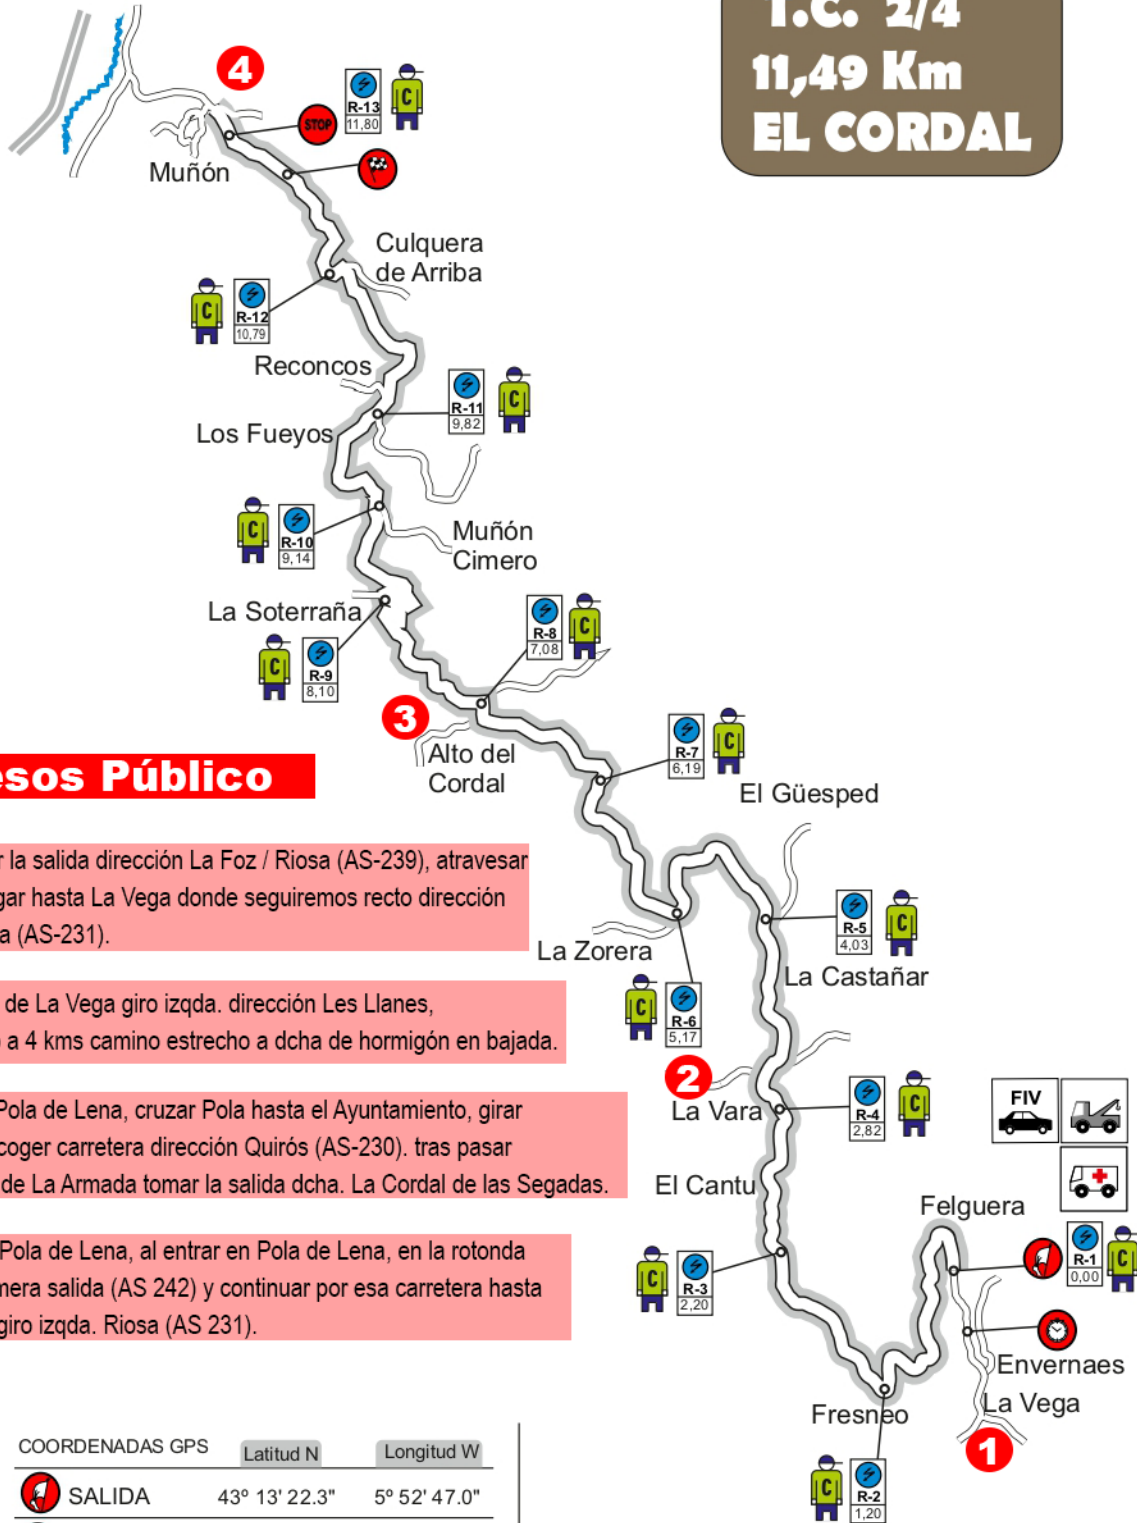 T.C. 2/4
11,49 Km
EL CORDAL
4
R-13
11,80
C
STOP
Muñón
Culquera
de Arriba
C
R-12
10,79
Reconcos
R-11
9,82
C
Los Fueyos
C
R-10
9,14
Muñón
Cimero
La Soterraña
R-8
7,08
C
C
R-9
8,10
3
Alto del
Cordal
R-7
6,19
C
El Güesped
esos Público
r la salida dirección La Foz / Riosa (AS-239), atravesar
gar hasta La Vega donde seguiremos recto dirección
a (AS-231).
La Zorera
R-5
4,03
C
La Castañar
de La Vega giro izqda. dirección Les Llanes,
a 4 kms camino estrecho a dcha de hormigón en bajada.
C
R-6
5,17
2
La Vara
R-4
2,82
C
FIV
Pola de Lena, cruzar Pola hasta el Ayuntamiento, girar
coger carretera dirección Quirós (AS-230). tras pasar
de La Armada tomar la salida dcha. La Cordal de las Segadas.
El Cantu
Felguera
Pola de Lena, al entrar en Pola de Lena, en la rotonda
mera salida (AS 242) y continuar por esa carretera hasta
giro izqda. Riosa (AS 231).
C
R-3
2,20
R-1
0,00
C
Envernaes
La Vega
Fresneo
1
C
R-2
1,20
COORDENADAS GPS Latitud N Longitud W
SALIDA 43º 13' 22.3" 5º 52' 47.0"